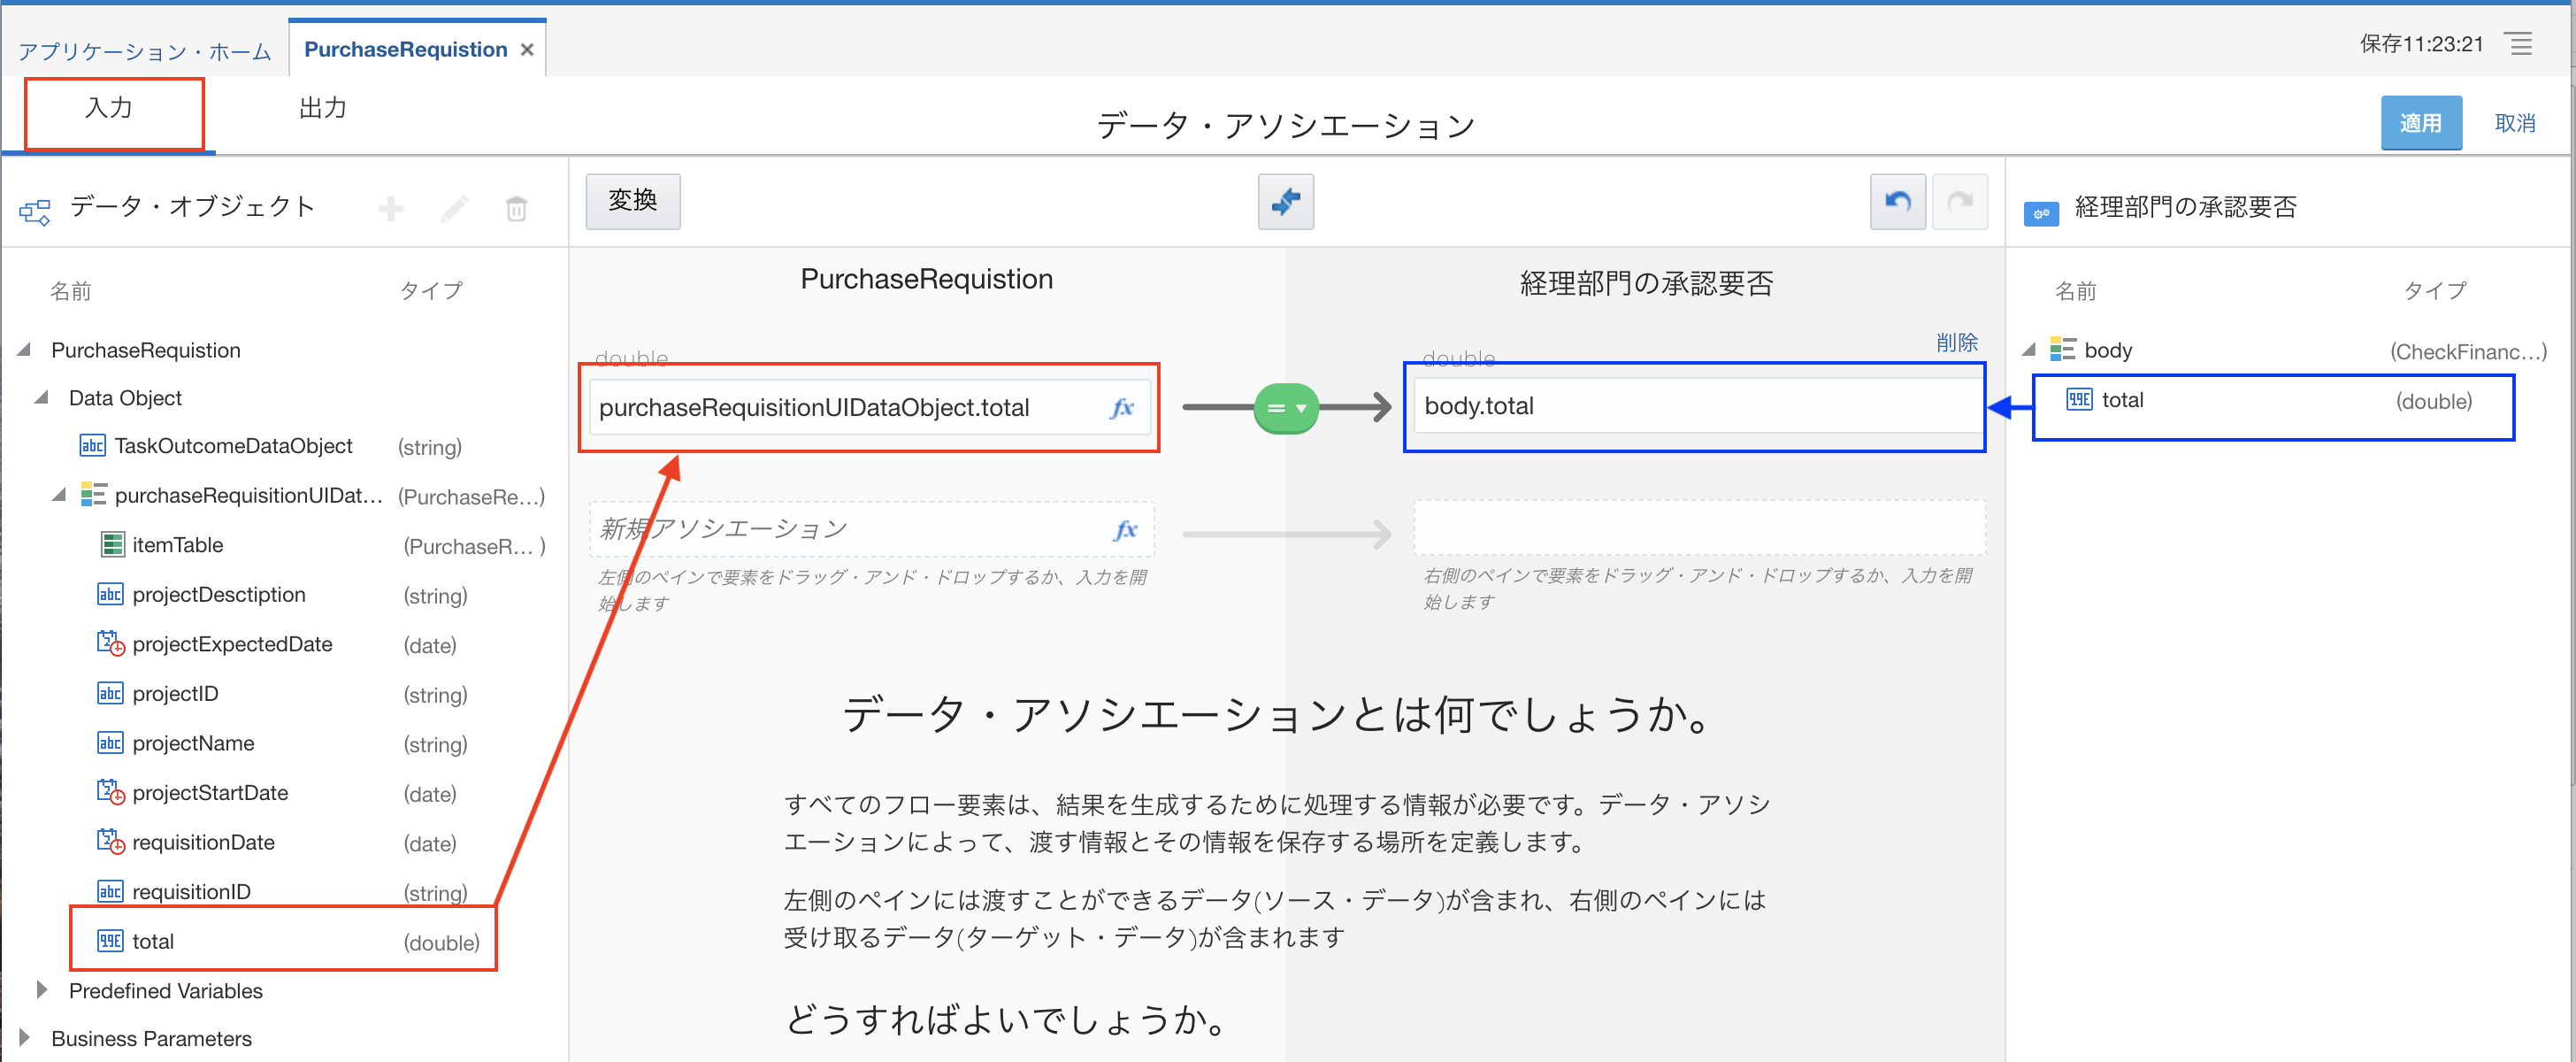 アプリケーション・ホーム
PurchaseRequistion ×
保存11:23:21
入力
出力
データ・アソシエーション
適用
取消
データ・オブジェクト
変換
経理部門の承認要否
名前
タイプ
PurchaseRequistion
Data Object
abc TaskOutcomeDataObject (string)
purchaseRequisitionUIDat... (PurchaseRe...)
itemTable (PurchaseR... )
abc projectDesctiption (string)
projectExpectedDate (date)
abc projectID (string)
abc projectName (string)
projectStartDate (date)
requisitionDate (date)
abc requisitionID (string)
total (double)
Predefined Variables
Business Parameters
PurchaseRequistion
経理部門の承認要否
削除
double
double
purchaseRequisitionUIDataObject.total fx
= ▼
body.total
新規アソシエーション fx
左側のペインで要素をドラッグ・アンド・ドロップするか、入力を開
始します
右側のペインで要素をドラッグ・アンド・ドロップするか、入力を開
始します
データ・アソシエーションとは何でしょうか。
すべてのフロー要素は、結果を生成するために処理する情報が必要です。データ・アソシ
エーションによって、渡す情報とその情報を保存する場所を定義します。
左側のペインには渡すことができるデータ(ソース・データ)が含まれ、右側のペインには
受け取るデータ(ターゲット・データ)が含まれます
どうすればよいでしょうか。
名前
タイプ
body (CheckFinanc...)
total (double)